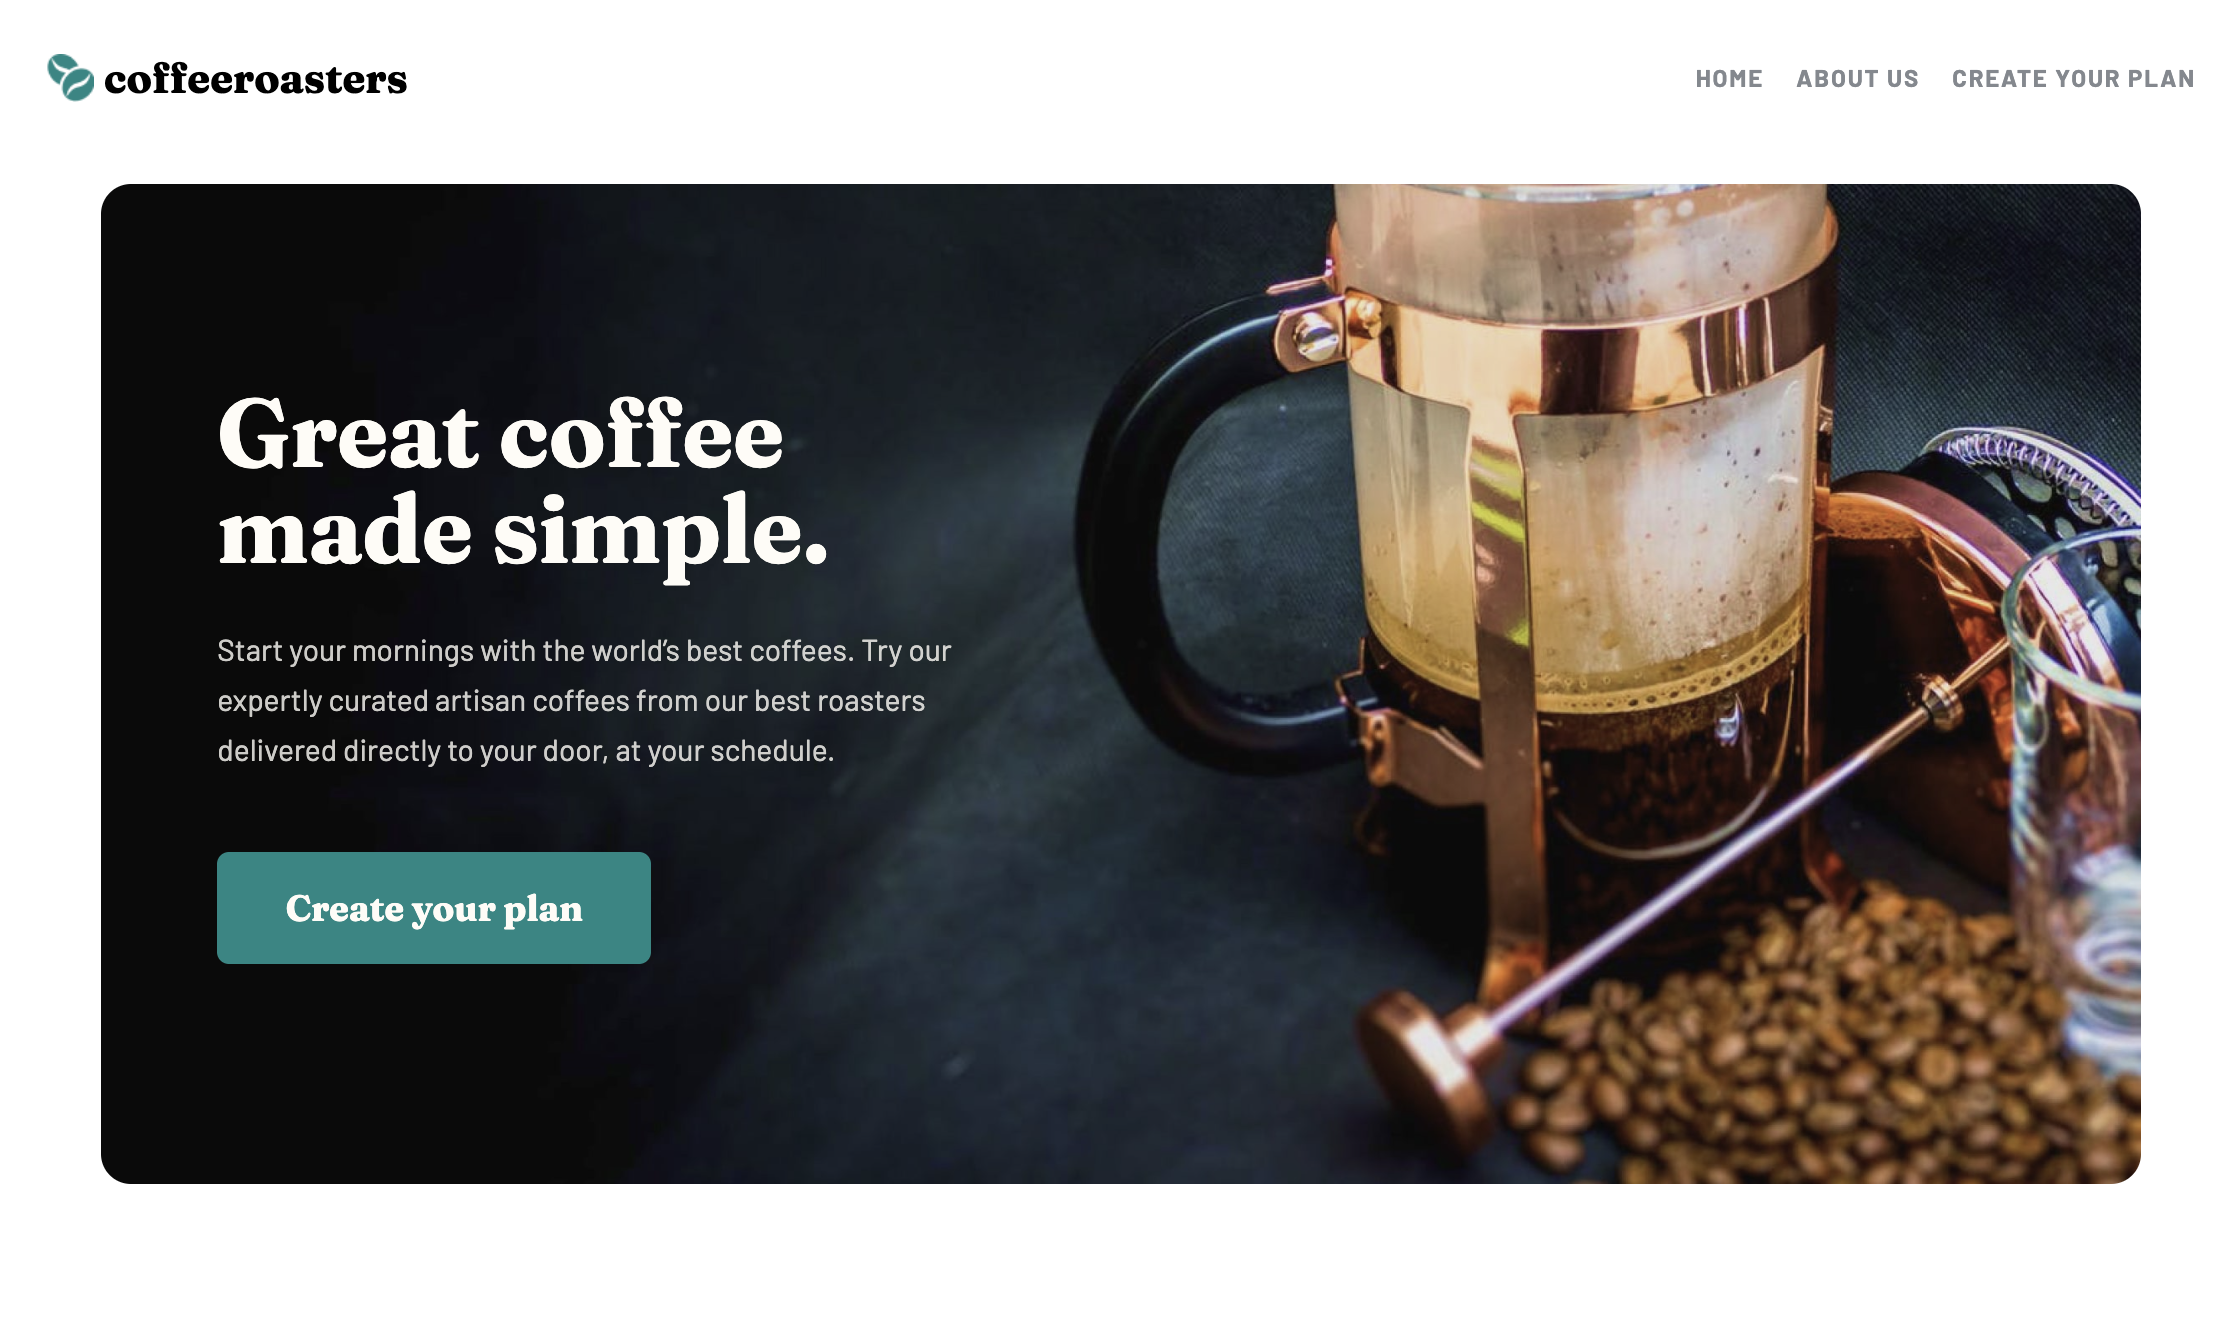 coffeeroasters
HOME ABOUT US CREATE YOUR PLAN
Great coffee
made simple.
Start your mornings with the world’s best coffees. Try our
expertly curated artisan coffees from our best roasters
delivered directly to your door, at your schedule.
Create your plan